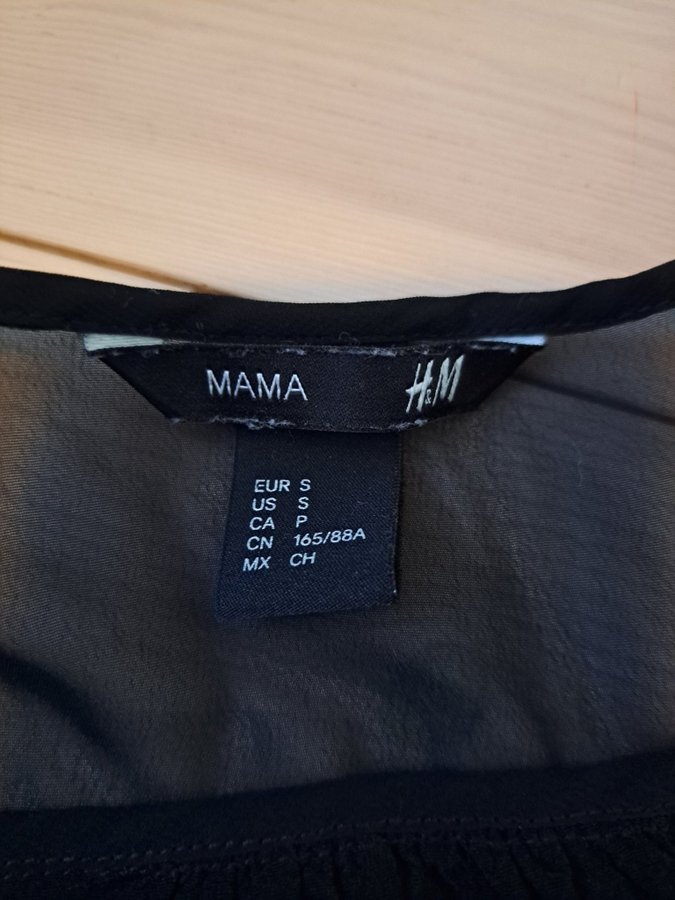 MAMA H&M
EUR S
US S
CA P
CN 165/88A
MX CH